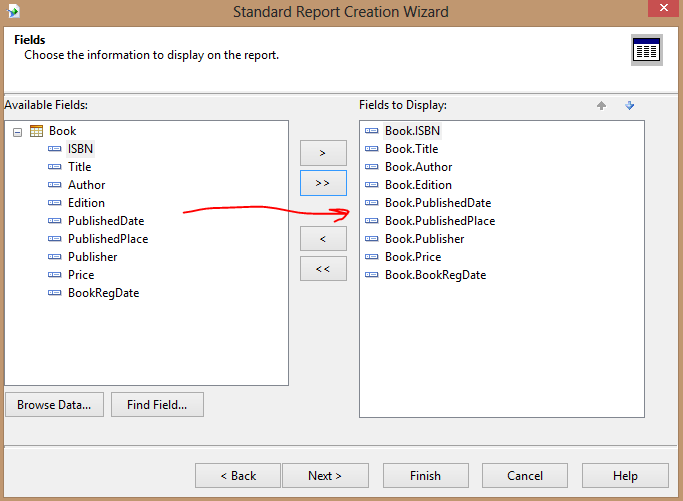 Standard Report Creation Wizard
Fields
Choose the information to display on the report.
Available Fields:
Book
ISBN
Title
Author
Edition
PublishedDate
PublishedPlace
Publisher
Price
BookRegDate
>
>>
<
<<
Fields to Display:
Book.ISBN
Book.Title
Book.Author
Book.Edition
Book.PublishedDate
Book.PublishedPlace
Book.Publisher
Book.Price
Book.BookRegDate
Browse Data... Find Field...
< Back Next > Finish Cancel Help